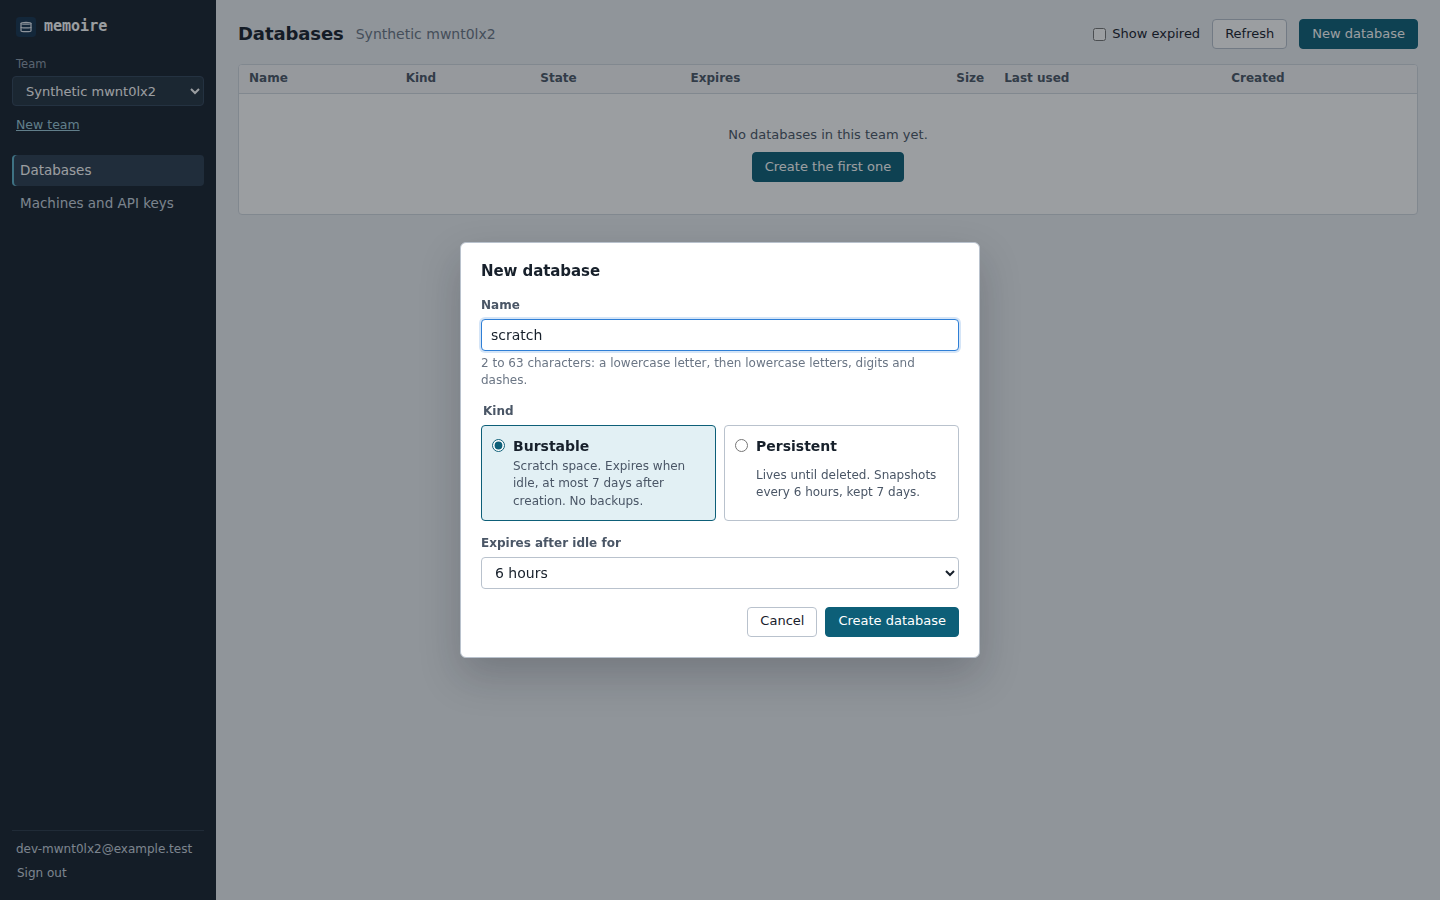 memoire
Team
Synthetic mwnt0lx2
New team
Databases
Machines and API keys
dev-mwnt0lx2@example.test
Sign out
Databases Synthetic mwnt0lx2
Show expired Refresh New database
Name Kind State Expires Size Last used Created
No databases in this team yet.
Create the first one
New database
Name
scratch
2 to 63 characters: a lowercase letter, then lowercase letters, digits and
dashes.
Kind
Burstable
Scratch space. Expires when
idle, at most 7 days after
creation. No backups.
Persistent
Lives until deleted. Snapshots
every 6 hours, kept 7 days.
Expires after idle for
6 hours
Cancel Create database